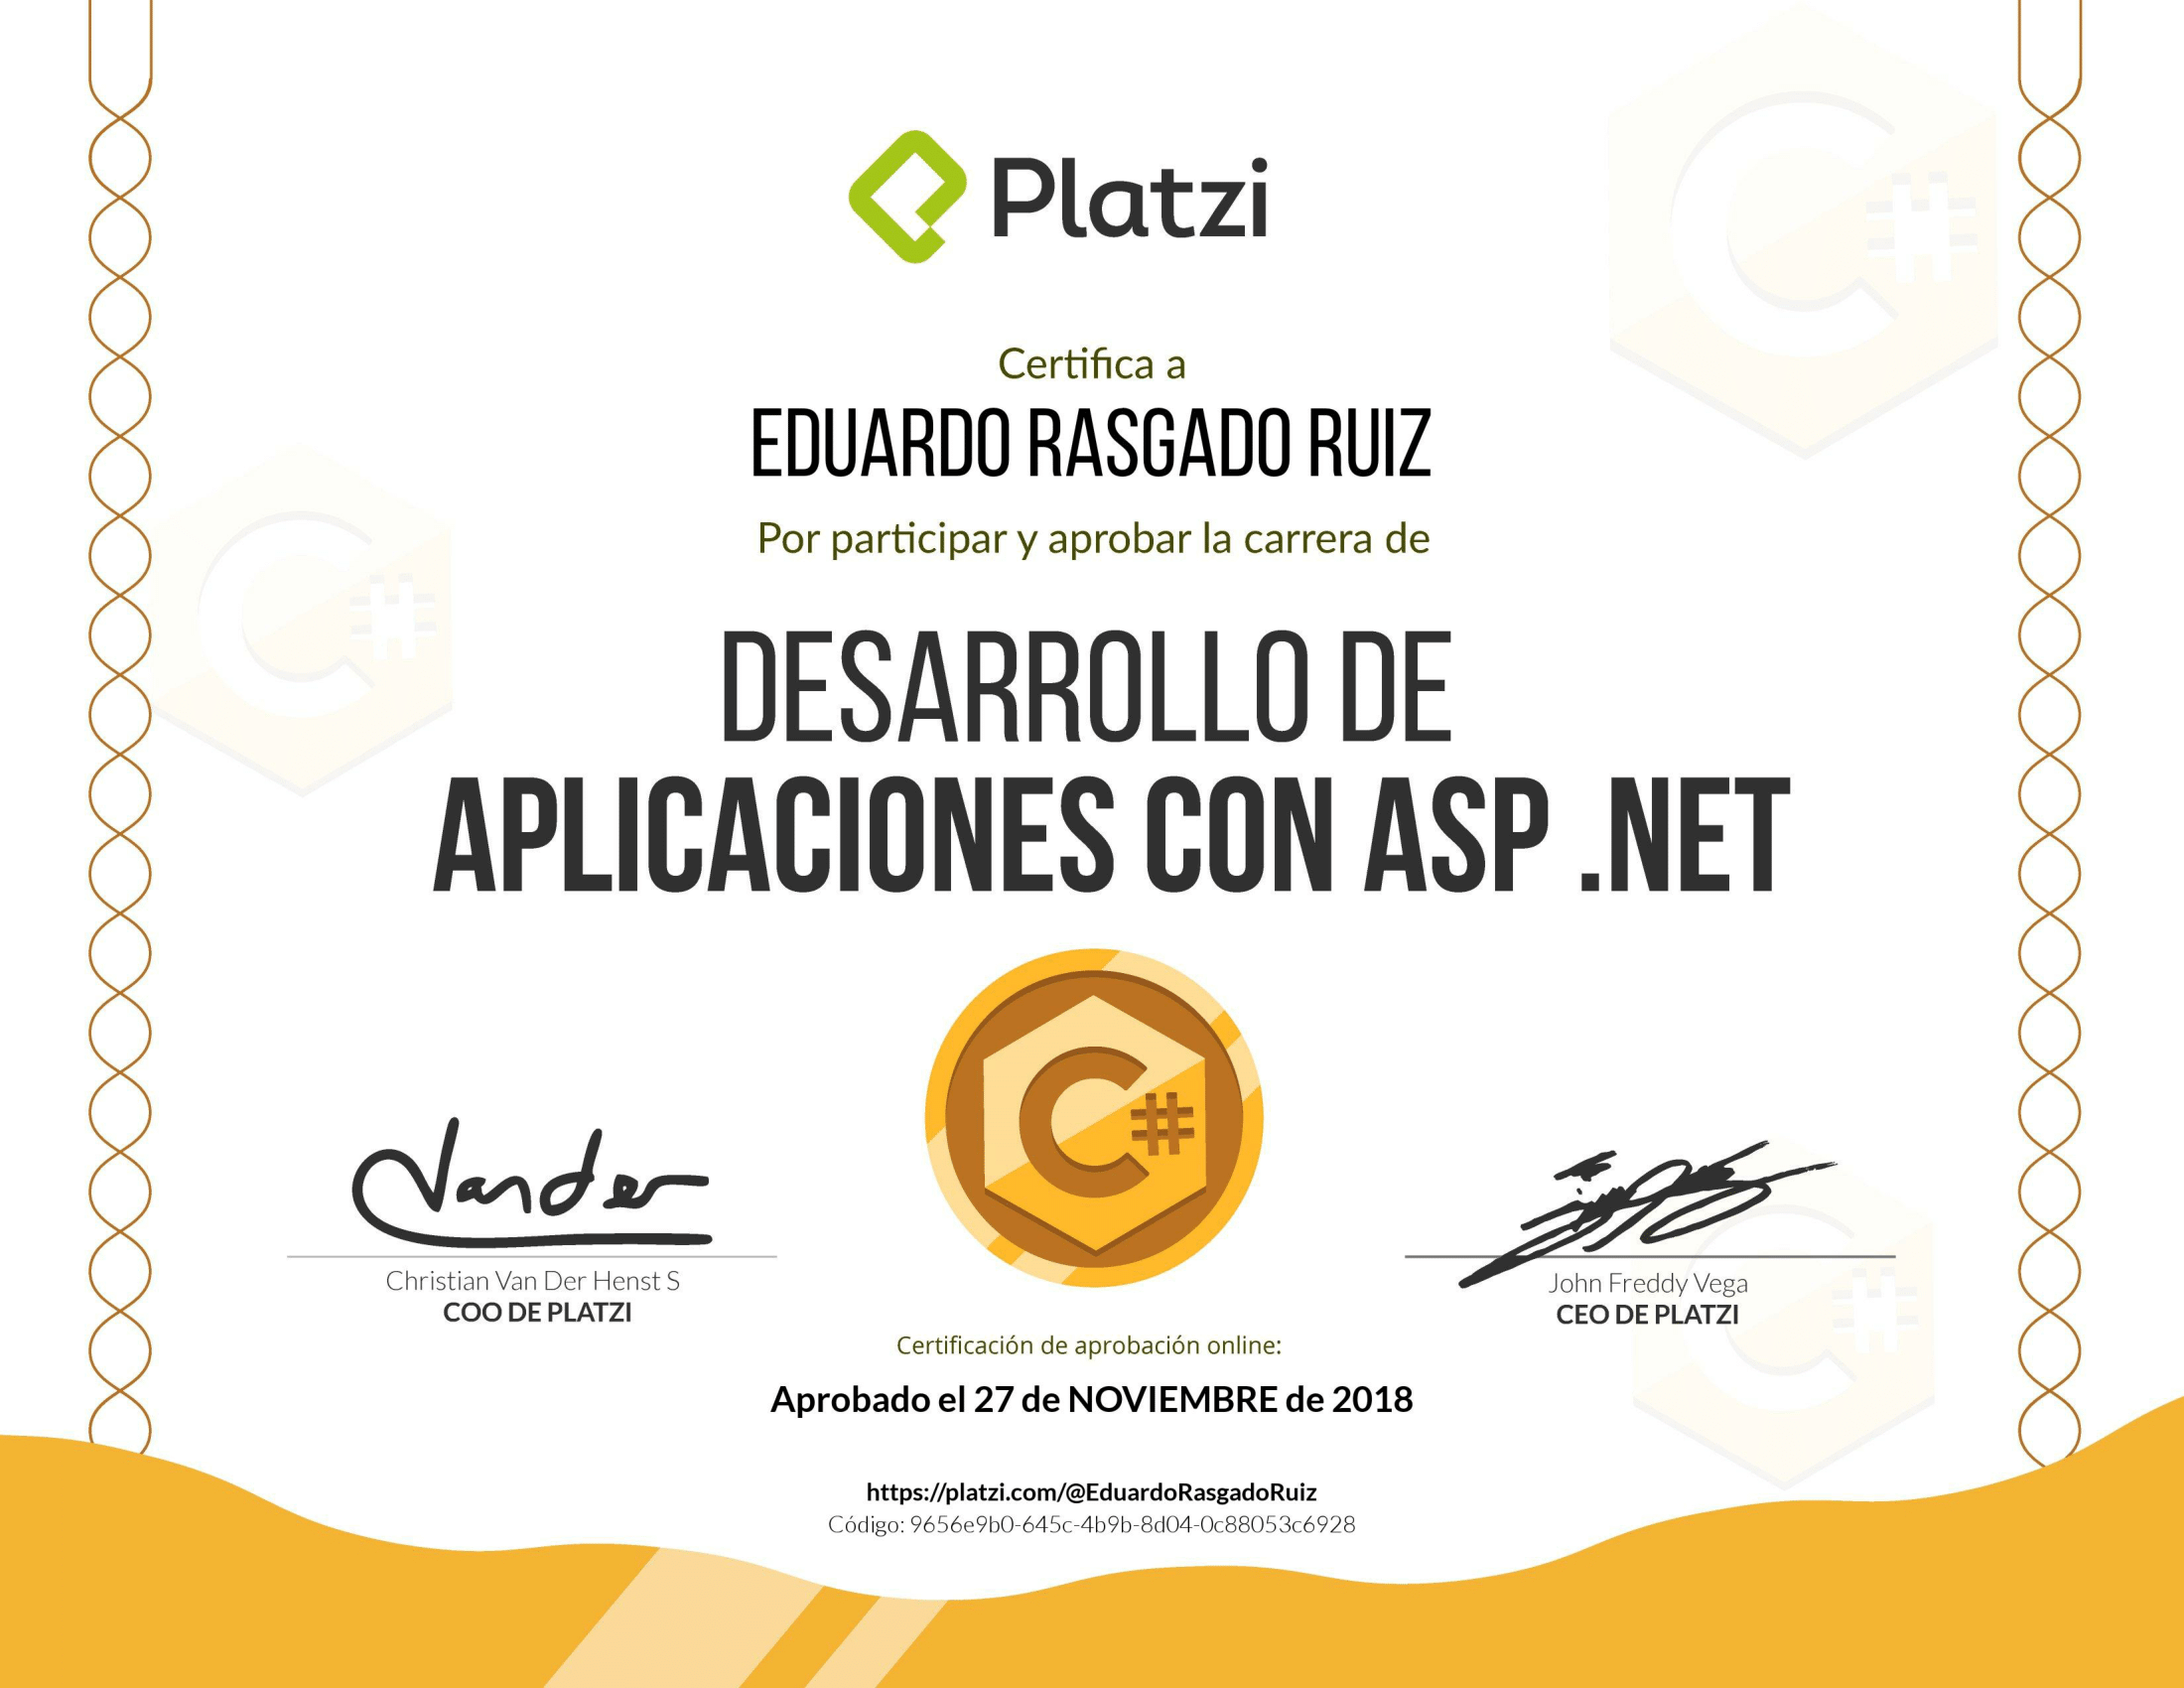 Platzi
Certifica a
EDUARDO RASGADO RUIZ
Por participar y aprobar la carrera de
DESARROLLO DE
APLICACIONES CON ASP .NET
C#
Vander
Christian Van Der Henst S
COO DE PLATZI
John Freddy Vega
CEO DE PLATZI
Certificación de aprobación online:
Aprobado el 27 de NOVIEMBRE de 2018
https://platzi.com/@EduardoRasgadoRuiz
Código: 9656e9b0-645c-4b9b-8d04-0c88053c6928